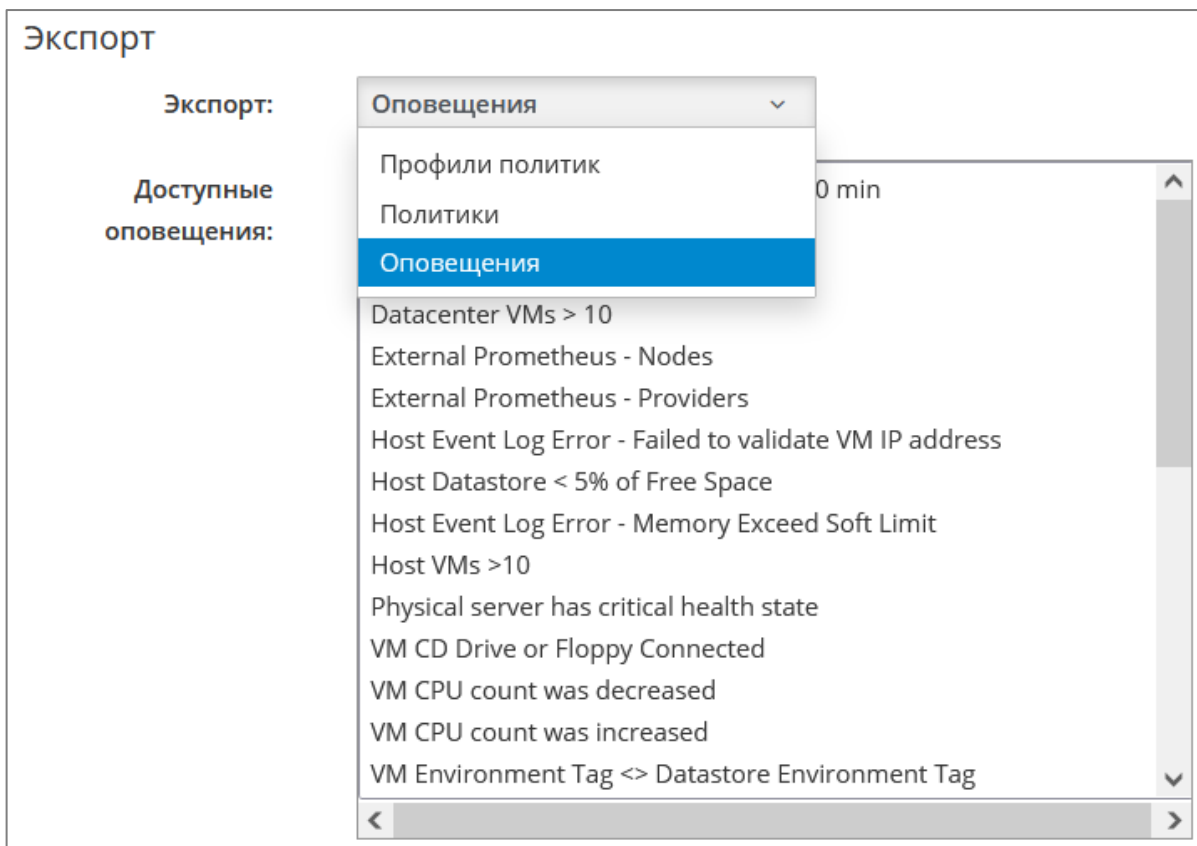 Экспорт
Экспорт:
Оповещения
Профили политик
Политики
Оповещения
Доступные
оповещения:
0 min
Datacenter VMs > 10
External Prometheus - Nodes
External Prometheus - Providers
Host Event Log Error - Failed to validate VM IP address
Host Datastore < 5% of Free Space
Host Event Log Error - Memory Exceed Soft Limit
Host VMs >10
Physical server has critical health state
VM CD Drive or Floppy Connected
VM CPU count was decreased
VM CPU count was increased
VM Environment Tag <> Datastore Environment Tag